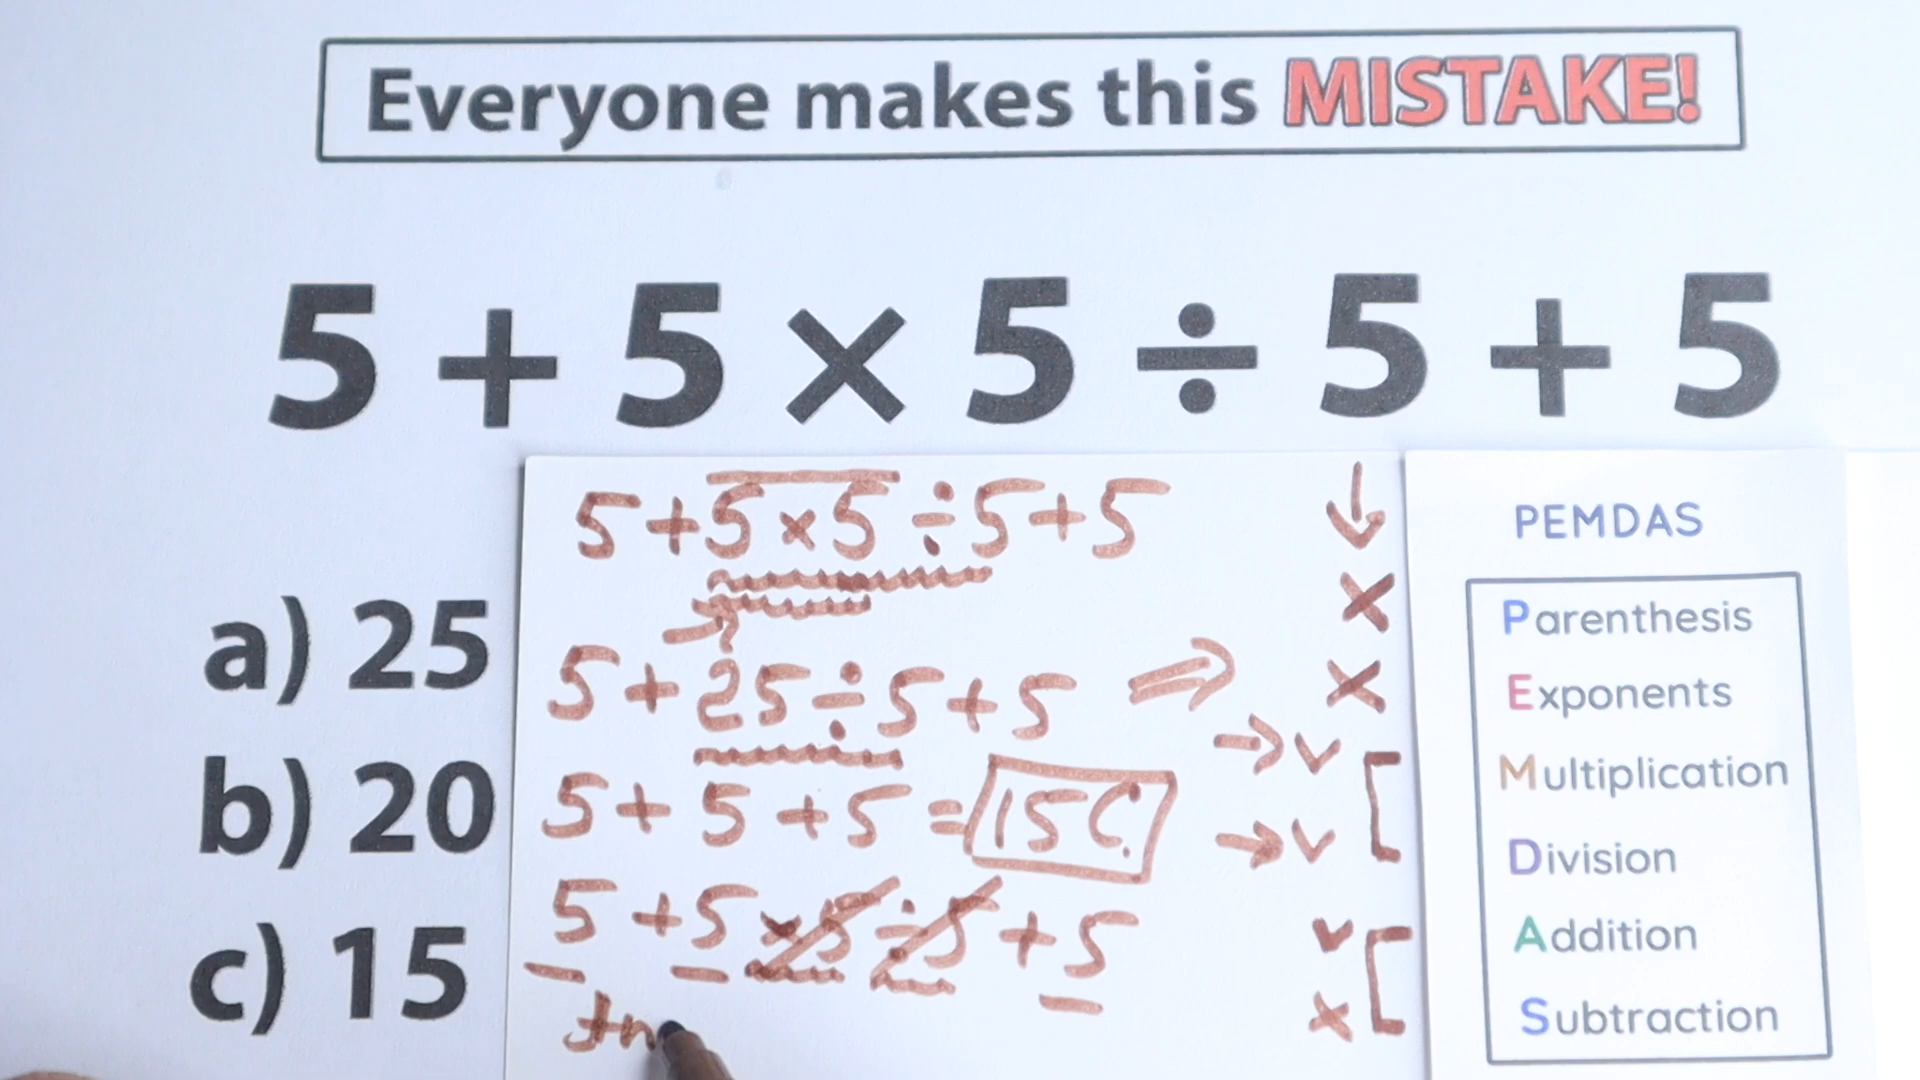 Everyone makes this MISTAKE!
5 + 5 × 5 ÷ 5 + 5
a) 25
b) 20
c) 15
5 + 5 × 5 ÷ 5 + 5
5 + 25 ÷ 5 + 5
5 + 5 + 5 = 15 C.
5 + 5 × 5 ÷ 5 + 5
PEMDAS
Parenthesis
Exponents
Multiplication
Division
Addition
Subtraction